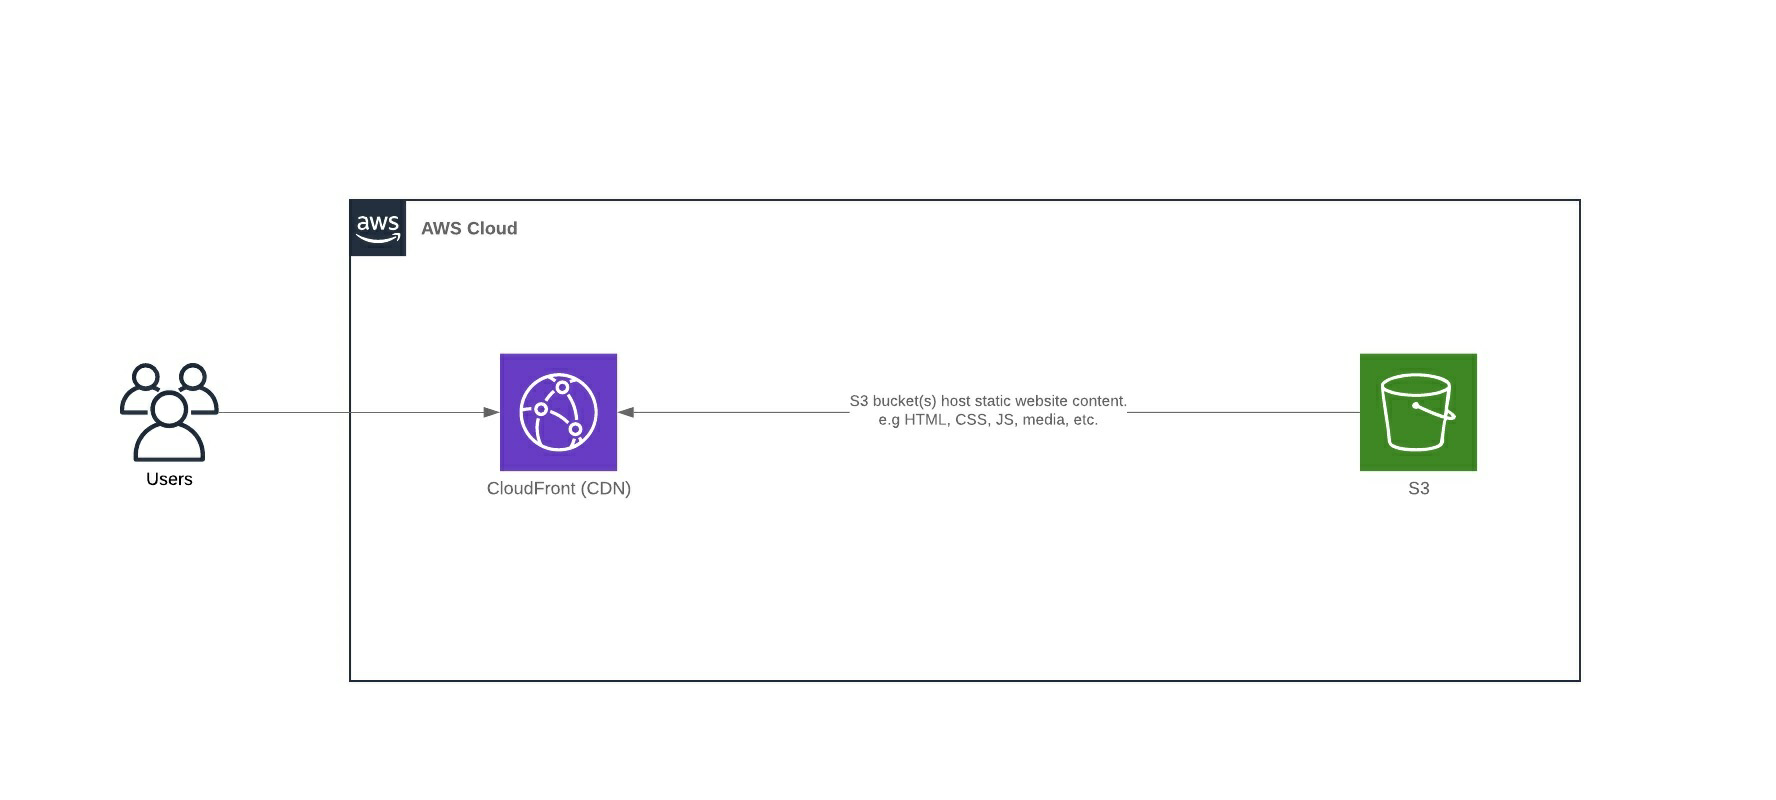 aws
AWS Cloud
S3 bucket(s) host static website content.
e.g HTML, CSS, JS, media, etc.
Users
CloudFront (CDN)
S3